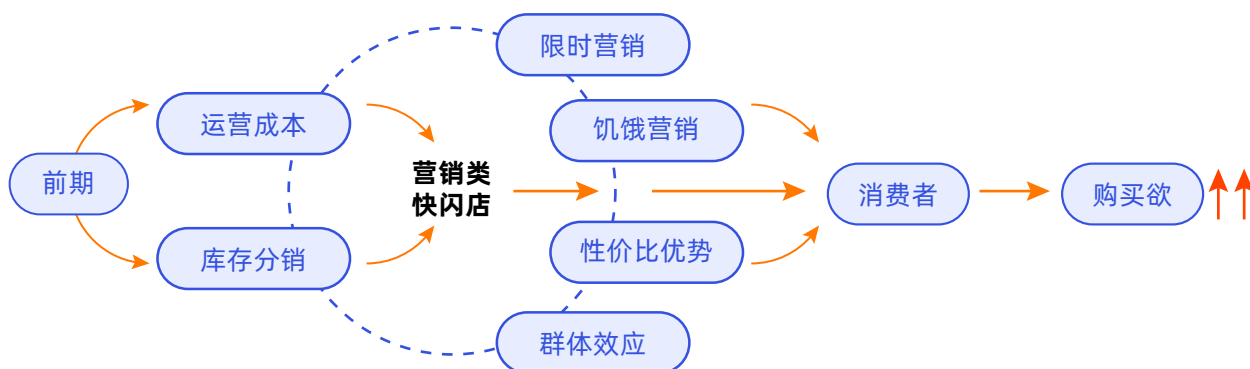 前期
运营成本
库存分销
营销类
快闪店
限时营销
饥饿营销
性价比优势
群体效应
消费者
购买欲